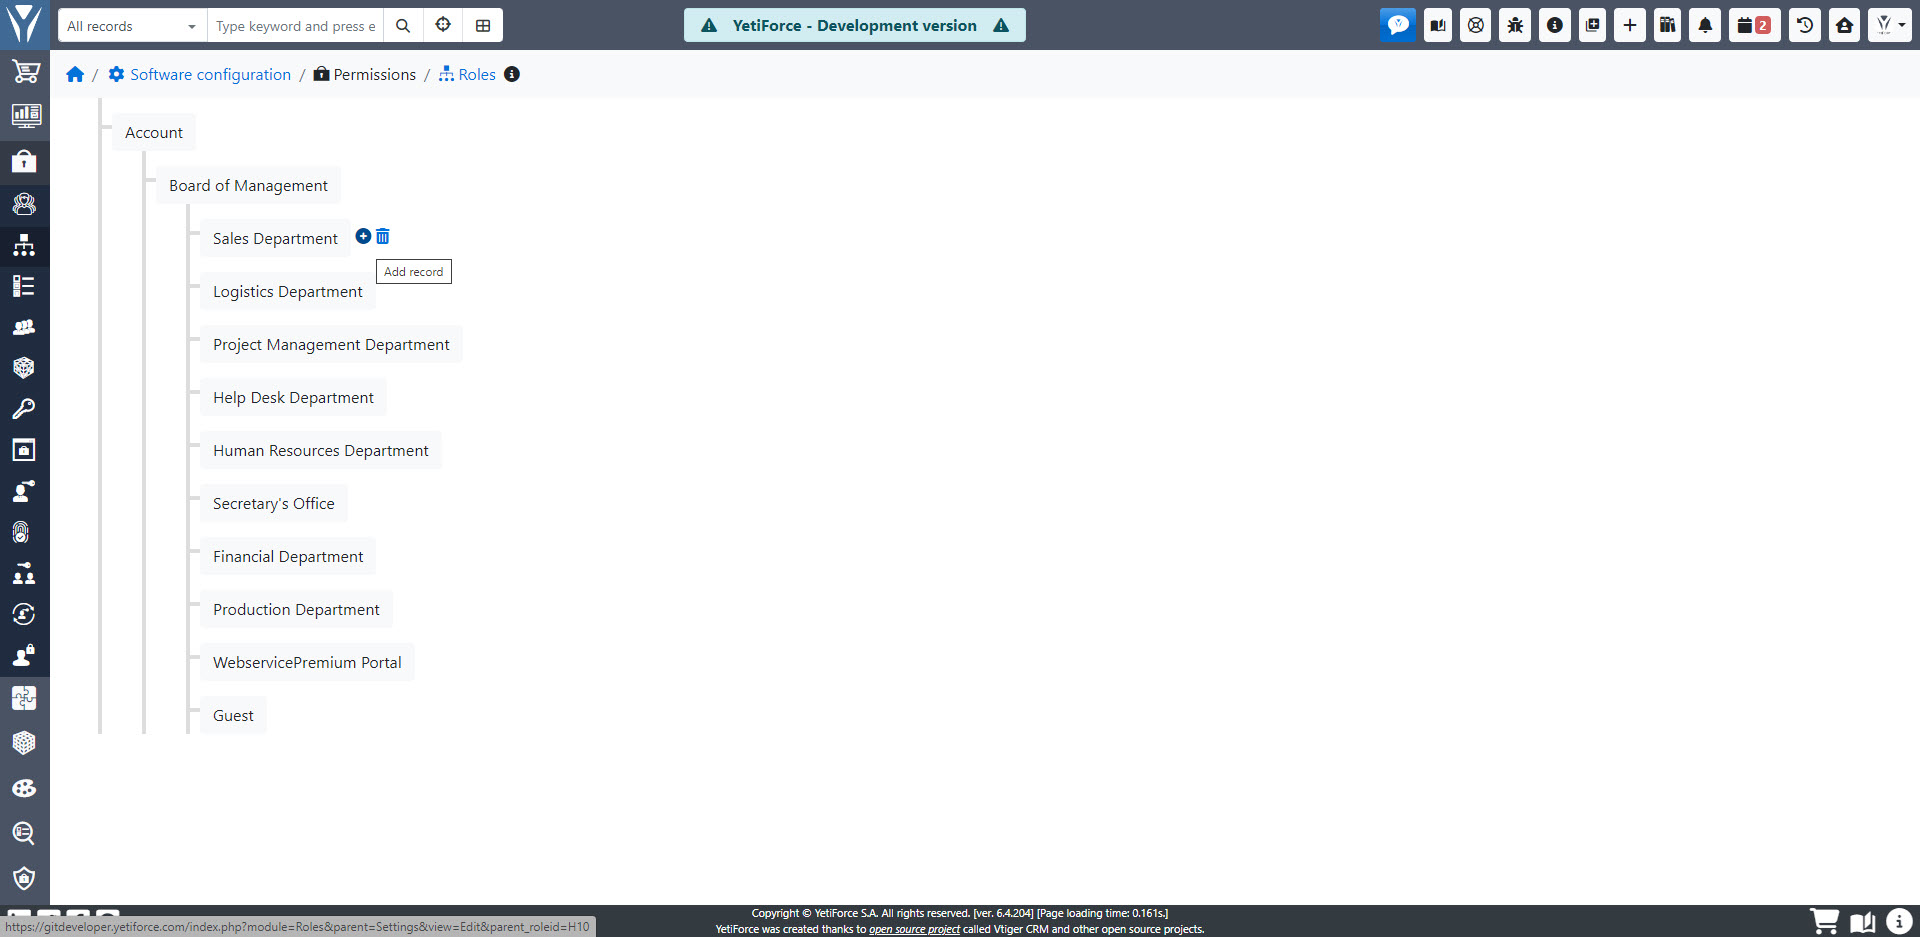 All records
Type keyword and press e
YetiForce - Development version
2
/ Software configuration / Permissions / Roles
Account
Board of Management
Sales Department
Add record
Logistics Department
Project Management Department
Help Desk Department
Human Resources Department
Secretary's Office
Financial Department
Production Department
WebservicePremium Portal
Guest
Copyright © YetiForce S.A. All rights reserved. [ver. 6.4.204] [Page loading time: 0.161s.]
https://gitdeveloper.yetiforce.com/index.php?module=Roles&parent=Settings&view=Edit&parent_roleid=H10
YetiForce was created thanks to open source project called Vtiger CRM and other open source projects.